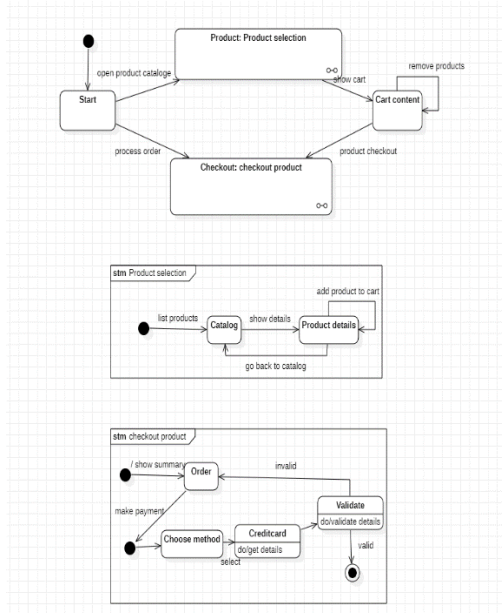 Product: Product selection
open product cataloge
show cart
remove products
Start
Cart content
process order
product checkout
Checkout: checkout product
stm Product selection
add product to cart
list products
Catalog
show details
Product details
go back to catalog
stm checkout product
/ show summary
Order
invalid
make payment
Validate
do/validate details
Choose method
Creditcard
do/get details
select
valid